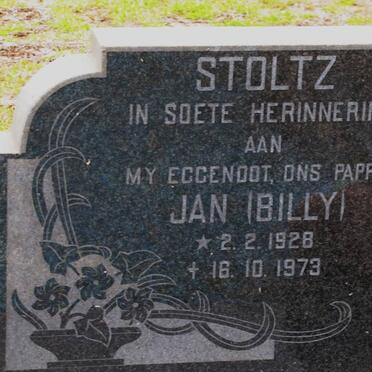 STOLTZ
IN SOETE HERINNERIN
AAN
MY EGGENOOT, ONS PAPP
JAN (BILLY)
★ 2. 2. 1928
✝ 16. 10. 1973